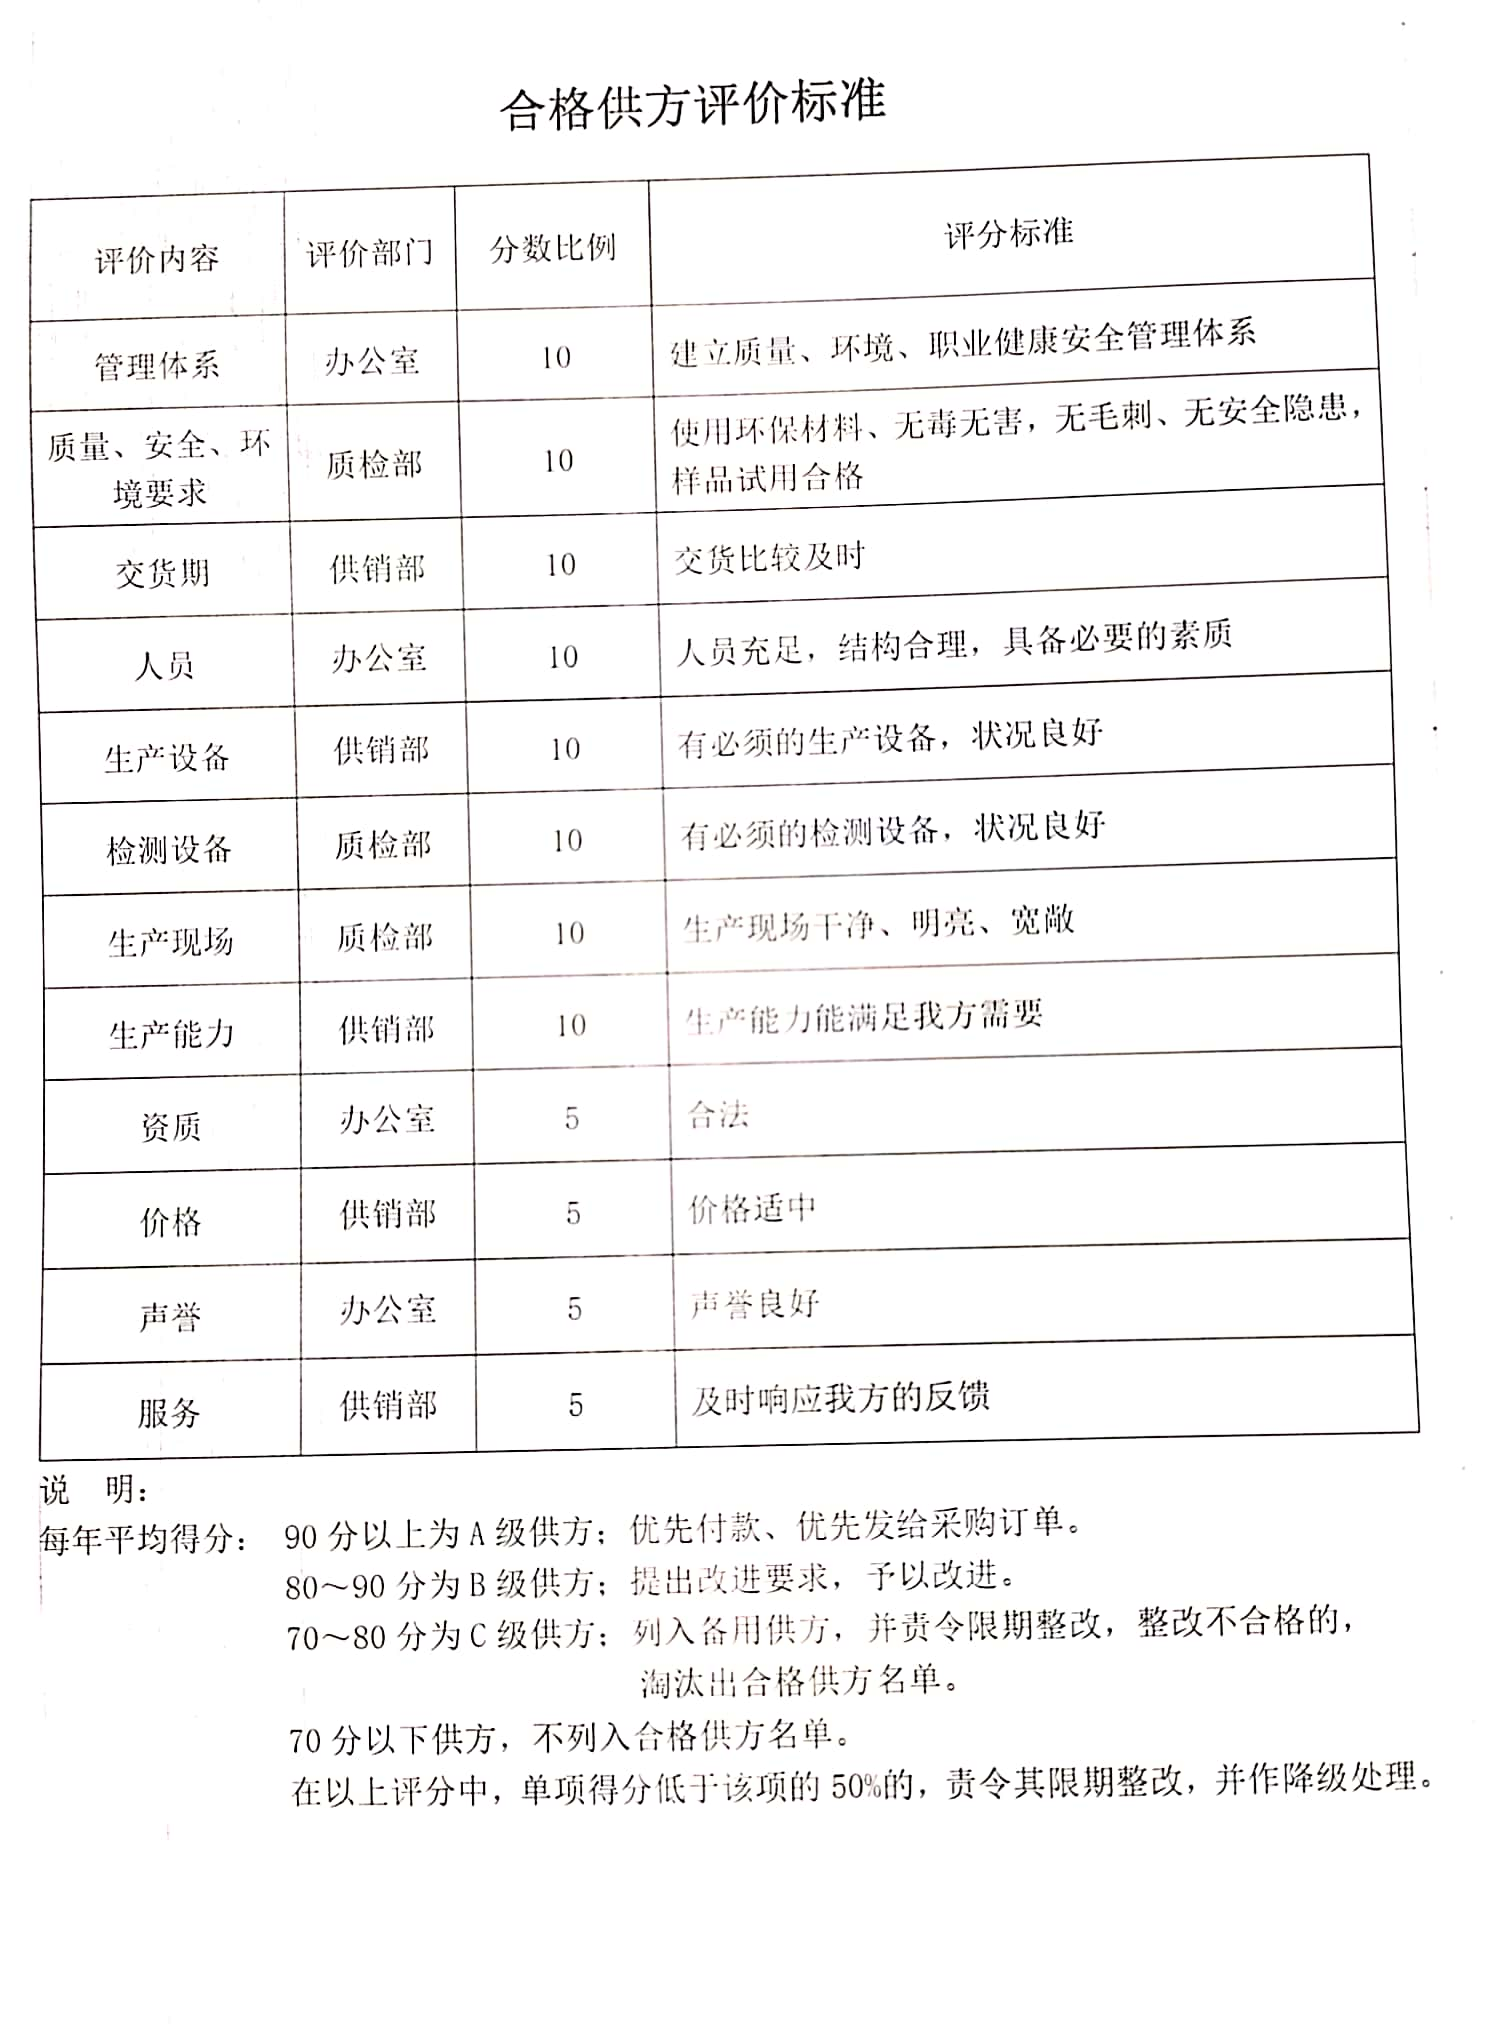 合格供方评价标准
评价内容 评价部门 分数比例 评分标准
管理体系 办公室 10 建立质量、环境、职业健康安全管理体系
质量、安全、环 质检部 10 使用环保材料、无毒无害，无毛刺、无安全隐患，
境要求 样品试用合格
交货期 供销部 10 交货比较及时
人员 办公室 10 人员充足，结构合理，具备必要的素质
生产设备 供销部 10 有必须的生产设备，状况良好
检测设备 质检部 10 有必须的检测设备，状况良好
生产现场 质检部 10 生产现场干净、明亮、宽敞
生产能力 供销部 10 生产能力能满足我方需要
资质 办公室 5 合法
价格 供销部 5 价格适中
声誉 办公室 5 声誉良好
服务 供销部 5 及时响应我方的反馈
说 明：
每年平均得分： 90分以上为A级供方；优先付款、优先发给采购订单。
80～90分为B级供方；提出改进要求，予以改进。
70～80分为C级供方；列入备用供方，并责令限期整改，整改不合格的，
淘汰出合格供方名单。
70分以下供方，不列入合格供方名单。
在以上评分中，单项得分低于该项的50%的，责令其限期整改，并作降级处理。